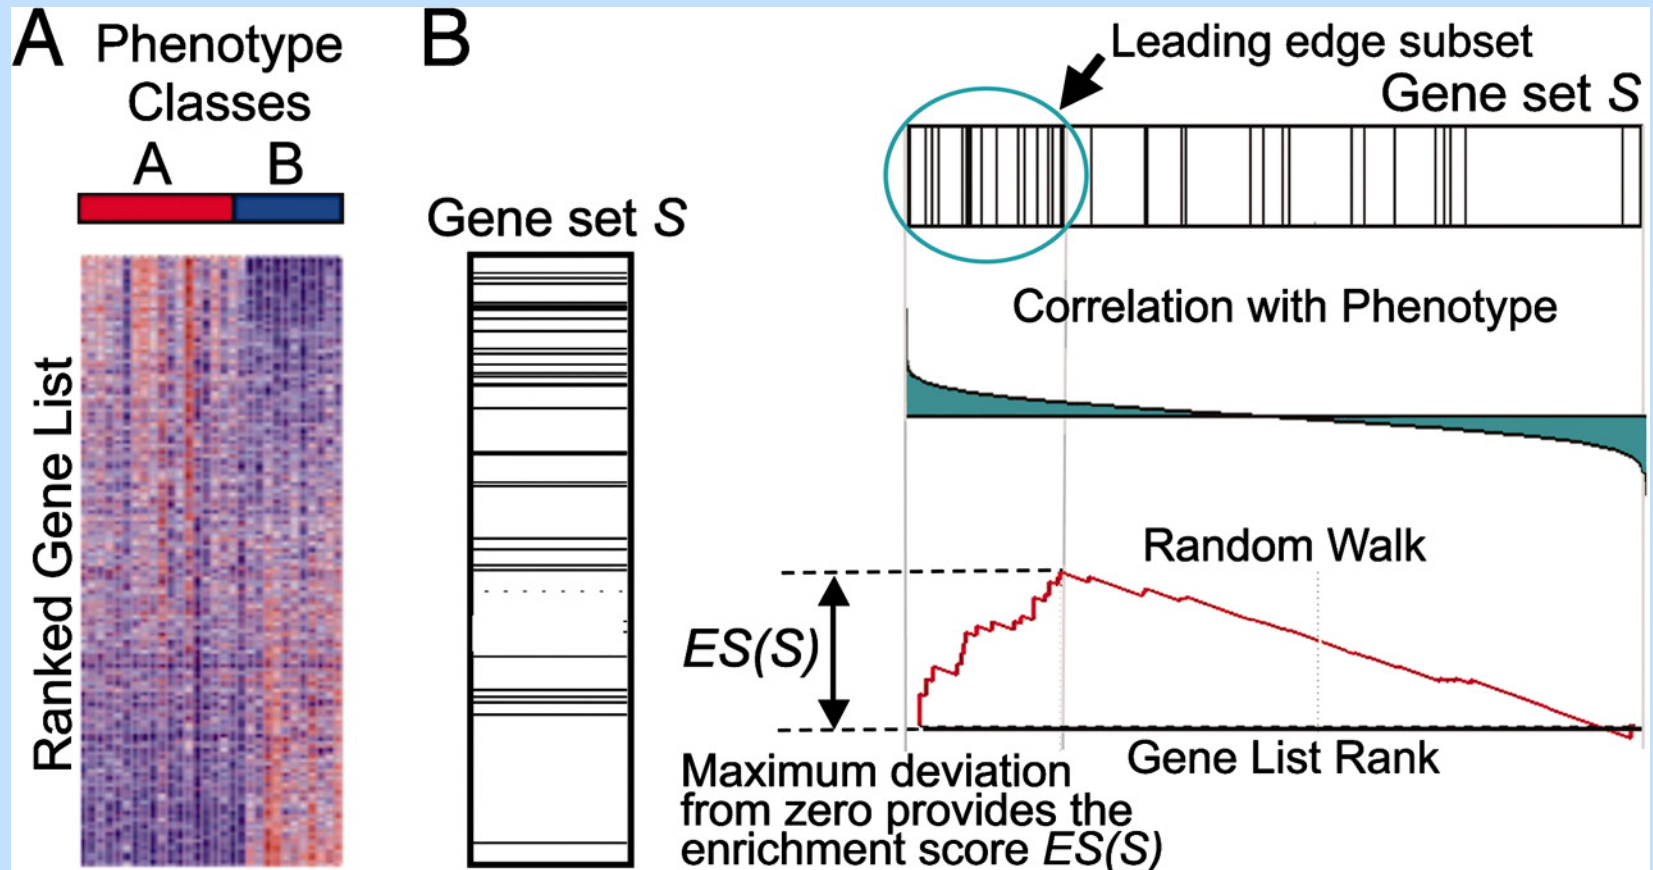 A
Phenotype
Classes
A B
Ranked Gene List
B
Gene set S
Leading edge subset
Gene set S
Correlation with Phenotype
Random Walk
ES(S)
Gene List Rank
Maximum deviation
from zero provides the
enrichment score ES(S)